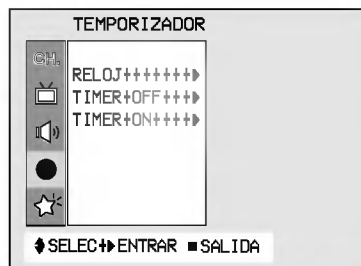 TEMPORIZADOR
CH.
RELOJ+++++++▶
TIMER+OFF+++▶
TIMER+ON++++▶
♦SELEC+▶ENTRAR ■SALIDA